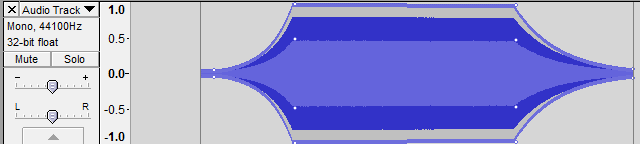 X Audio Track ▼
Mono, 44100Hz
32-bit float
Mute Solo
- +
L R
1.0
0.5
0.0
-0.5
-1.0